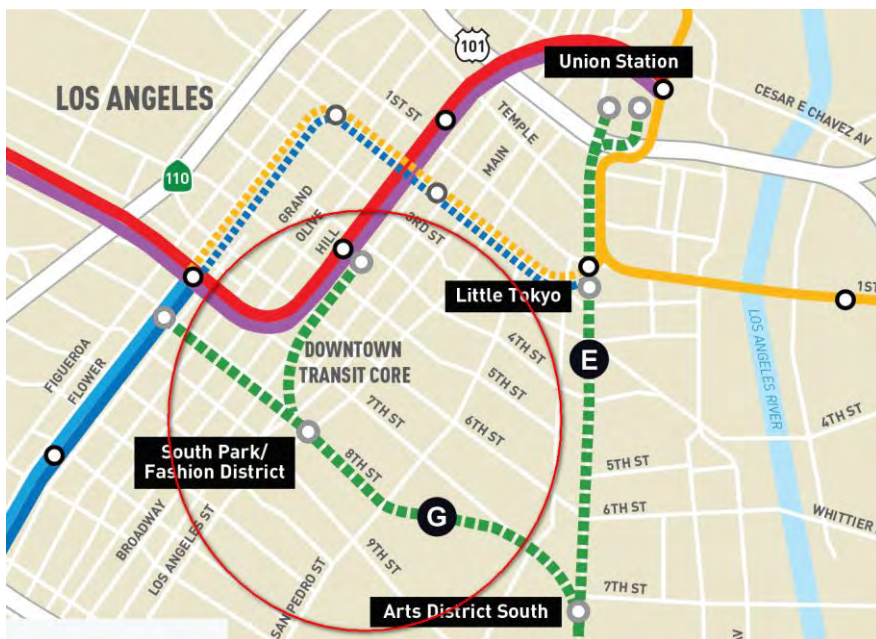 101
Union Station
LOS ANGELES
CESAR E CHAVEZ AV
1ST ST
TEMPLE
MAIN
110
GRAND
OLIVE
HILL
3RD ST
Little Tokyo
1ST
LOS ANGELES RIVER
FIGUEROA
FLOWER
DOWNTOWN
TRANSIT CORE
4TH ST
E
5TH ST
7TH ST
6TH ST
4TH ST
South Park/
Fashion District
8TH ST
5TH ST
6TH ST
WHITTIER
BROADWAY
LOS ANGELES ST
G
9TH ST
SAN PEDRO ST
7TH ST
Arts District South
AV